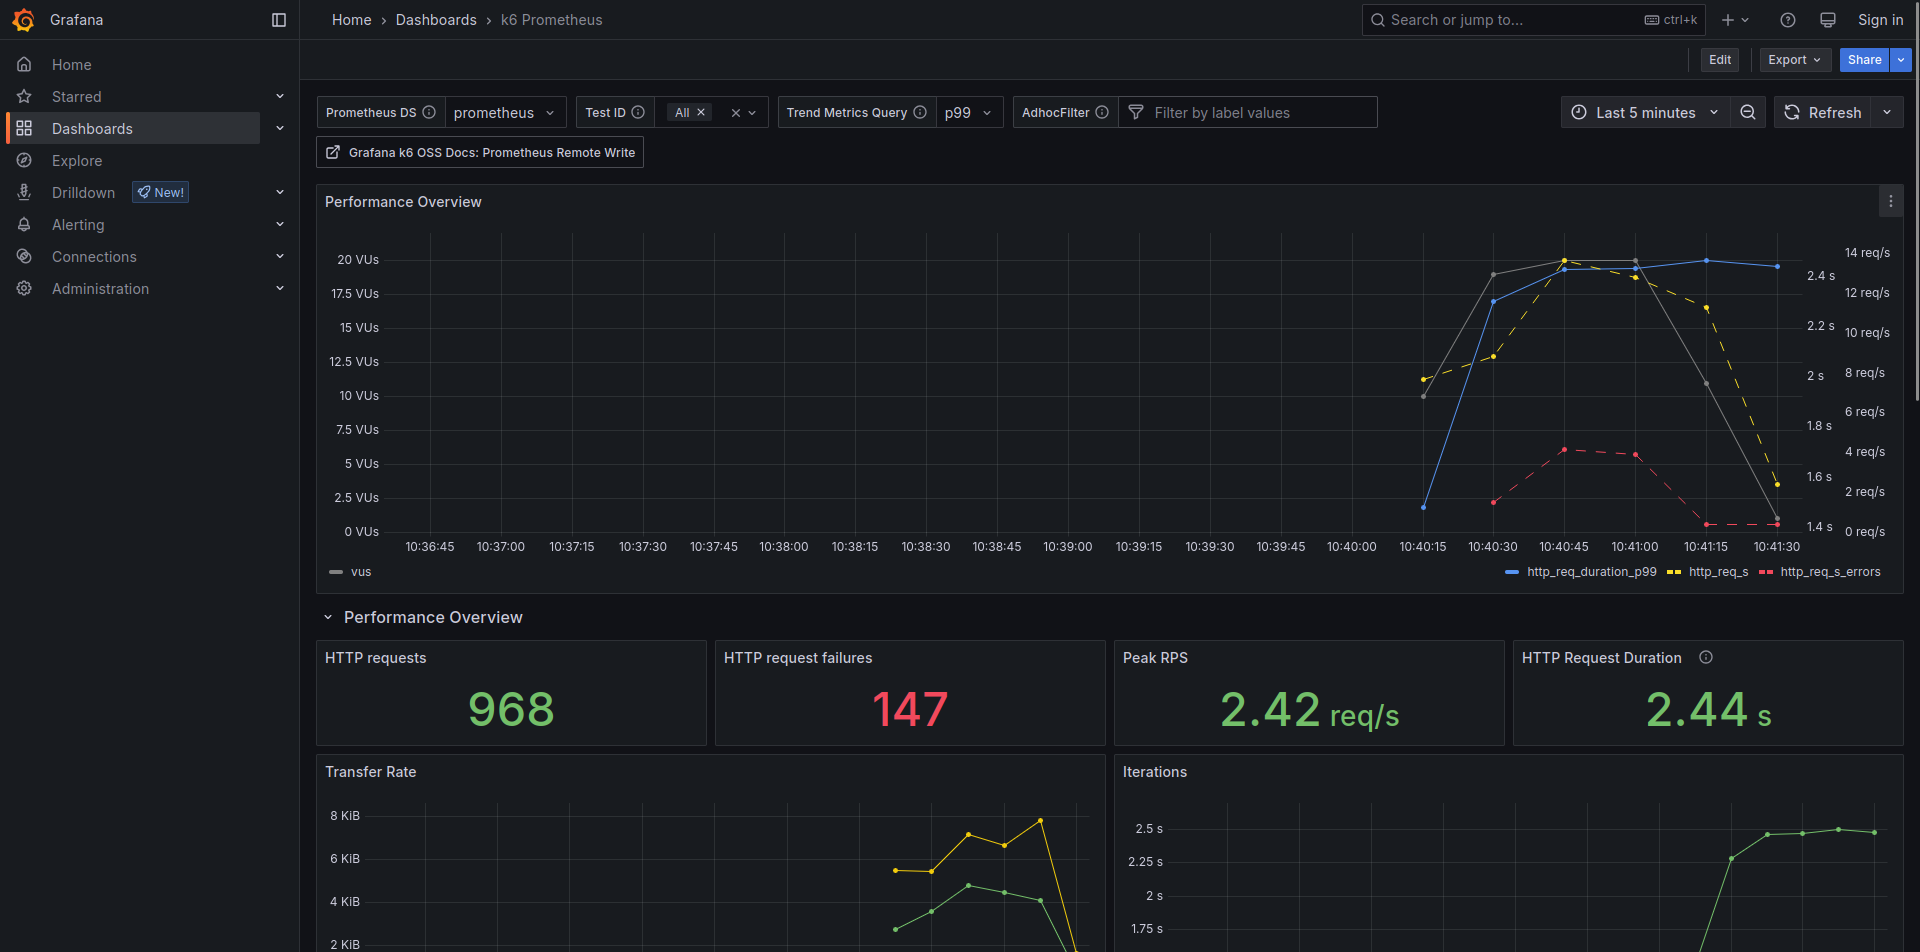 Grafana
Home › Dashboards › k6 Prometheus
Search or jump to...
ctrl+k
Sign in
Edit
Export
Share
Home
Starred
Dashboards
Explore
Drilldown
New!
Alerting
Connections
Administration
Prometheus DS
prometheus
Test ID
All
Trend Metrics Query
p99
AdhocFilter
Filter by label values
Last 5 minutes
Refresh
Grafana k6 OSS Docs: Prometheus Remote Write
Performance Overview
20 VUs
17.5 VUs
15 VUs
12.5 VUs
10 VUs
7.5 VUs
5 VUs
2.5 VUs
0 VUs
2.4 s
2.2 s
2 s
1.8 s
1.6 s
1.4 s
14 req/s
12 req/s
10 req/s
8 req/s
6 req/s
4 req/s
2 req/s
0 req/s
10:36:45 10:37:00 10:37:15 10:37:30 10:37:45 10:38:00 10:38:15 10:38:30 10:38:45 10:39:00 10:39:15 10:39:30 10:39:45 10:40:00 10:40:15 10:40:30 10:40:45 10:41:00 10:41:15 10:41:30
vus
http_req_duration_p99 http_req_s http_req_s_errors
Performance Overview
HTTP requests
968
HTTP request failures
147
Peak RPS
2.42 req/s
HTTP Request Duration
2.44 s
Transfer Rate
8 KiB
6 KiB
4 KiB
2 KiB
Iterations
2.5 s
2.25 s
2 s
1.75 s